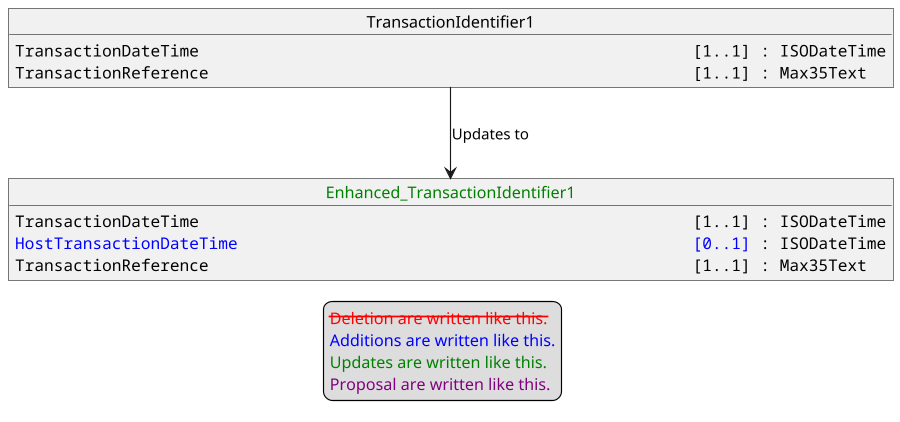 TransactionIdentifier1
TransactionDateTime [1..1] : ISODateTime
TransactionReference [1..1] : Max35Text
Updates to
Enhanced_TransactionIdentifier1
TransactionDateTime [1..1] : ISODateTime
HostTransactionDateTime [0..1] : ISODateTime
TransactionReference [1..1] : Max35Text
Deletion are written like this.
Additions are written like this.
Updates are written like this.
Proposal are written like this.